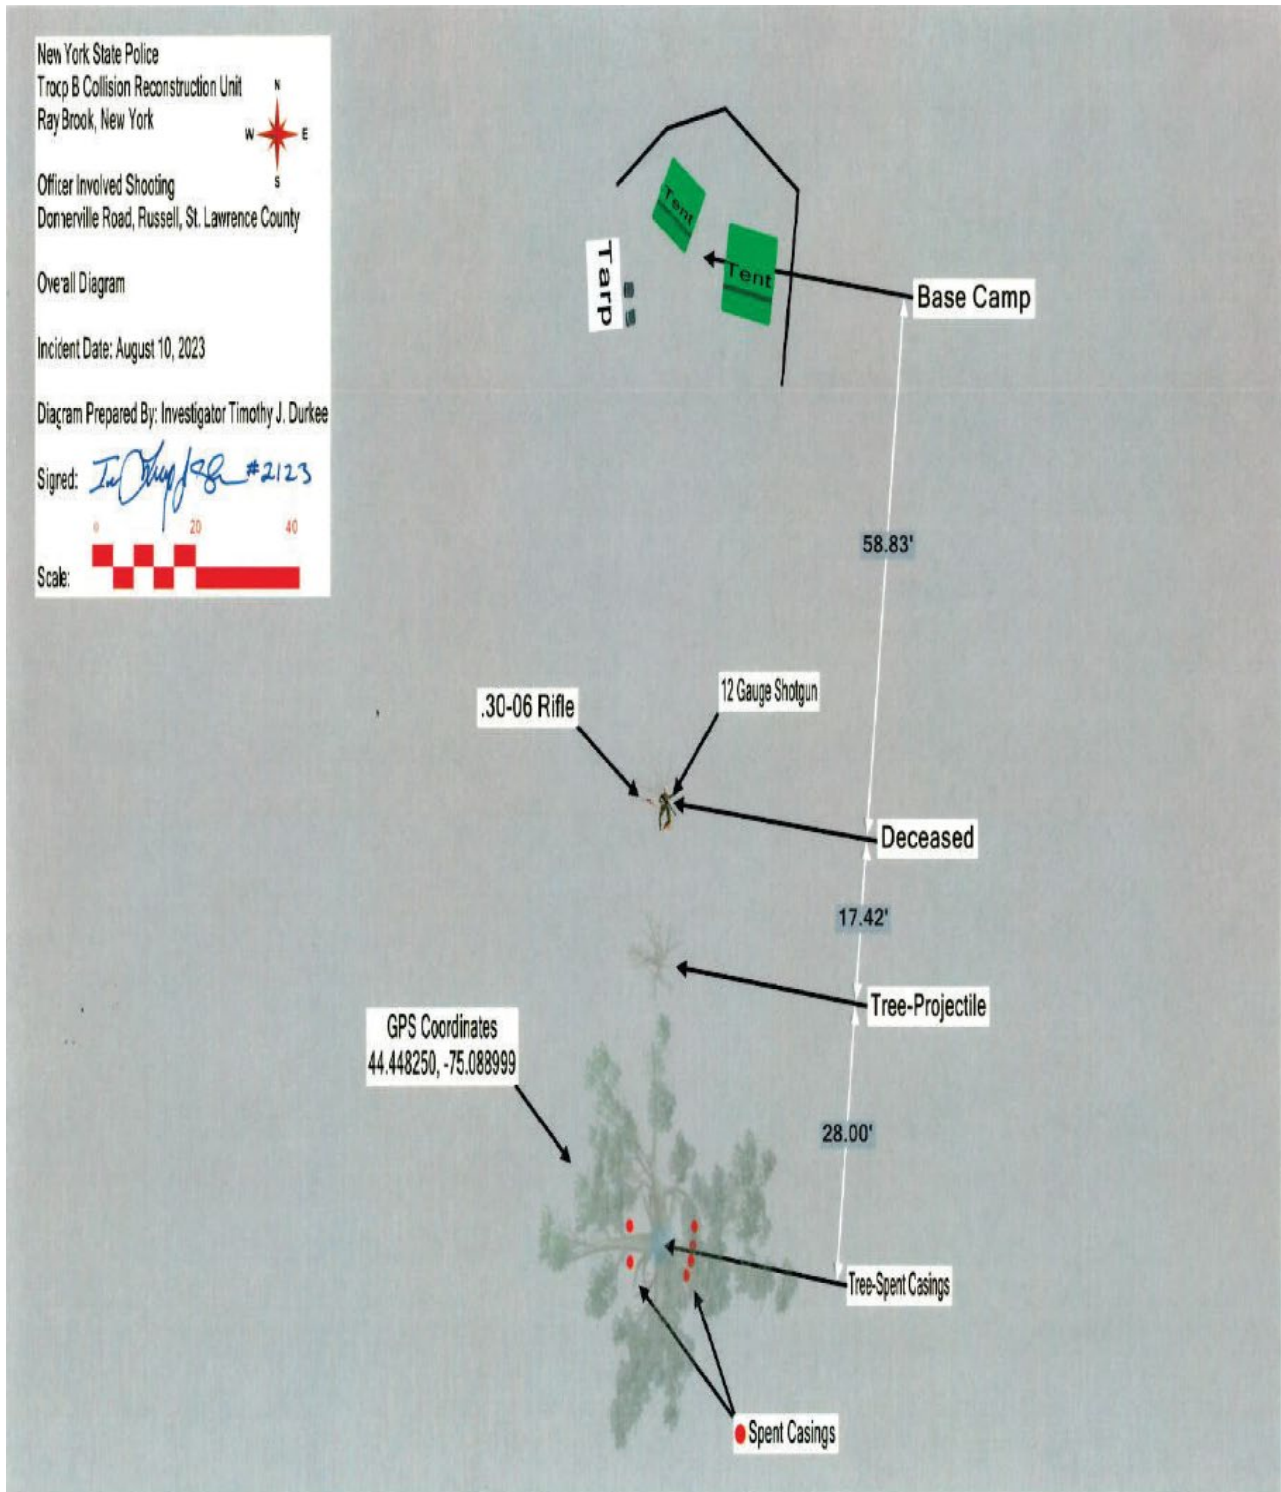 New York State Police
Troop B Collision Reconstruction Unit
Ray Brook, New York
N
W E
S
Officer Involved Shooting
Donnerville Road, Russell, St. Lawrence County
Overall Diagram
Incident Date: August 10, 2023
Diagram Prepared By: Investigator Timothy J. Durkee
Signed: #2123
0 20 40
Scale:
Tent
Tent
Tarp
Base Camp
58.83'
.30-06 Rifle
12 Gauge Shotgun
Deceased
17.42'
Tree-Projectile
GPS Coordinates
44.448250, -75.088999
28.00'
Tree-Spent Casings
Spent Casings